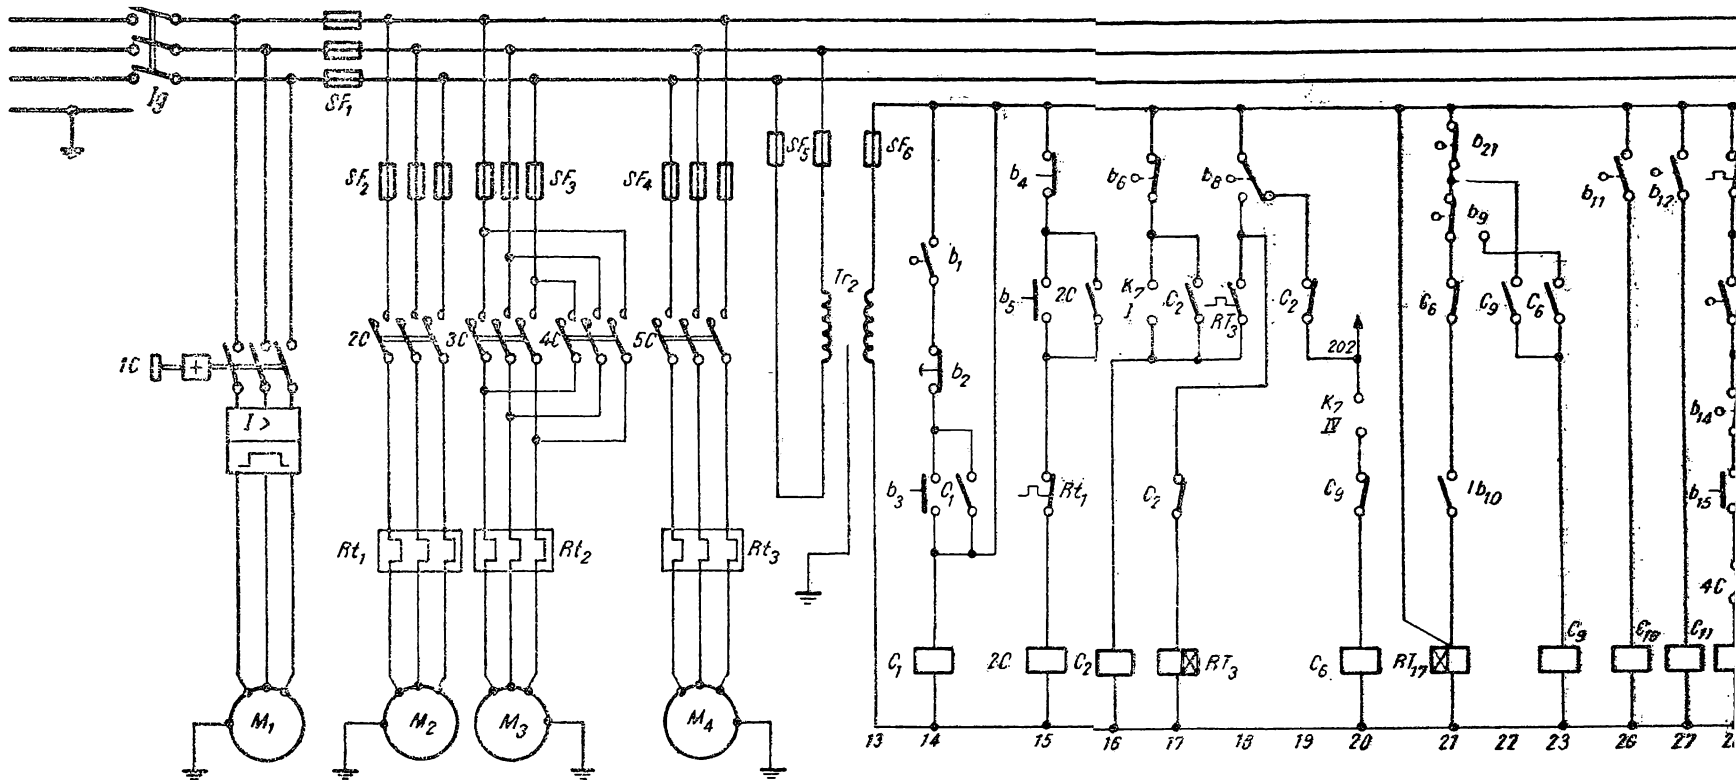 Ig
SF1
SF2
SF3
SF4
SF5
SF6
b21
b4
b6
b8
b9
b11
b12
b1
Tr2
b5
2C
K7
I
C2
RT3
C2
C6
C9
C6
2C
3C
4C
5C
1C
+
202
b2
K7
IV
b14
I >
b3
C1
Rt1
C2
C9
1b10
b15
Rt1
Rt2
Rt3
4C
C1
2C
C2
RT3
C6
RT17
C9
C10
C11
M1
M2
M3
M4
13 14 15 16 17 18 19 20 21 22 23 26 27